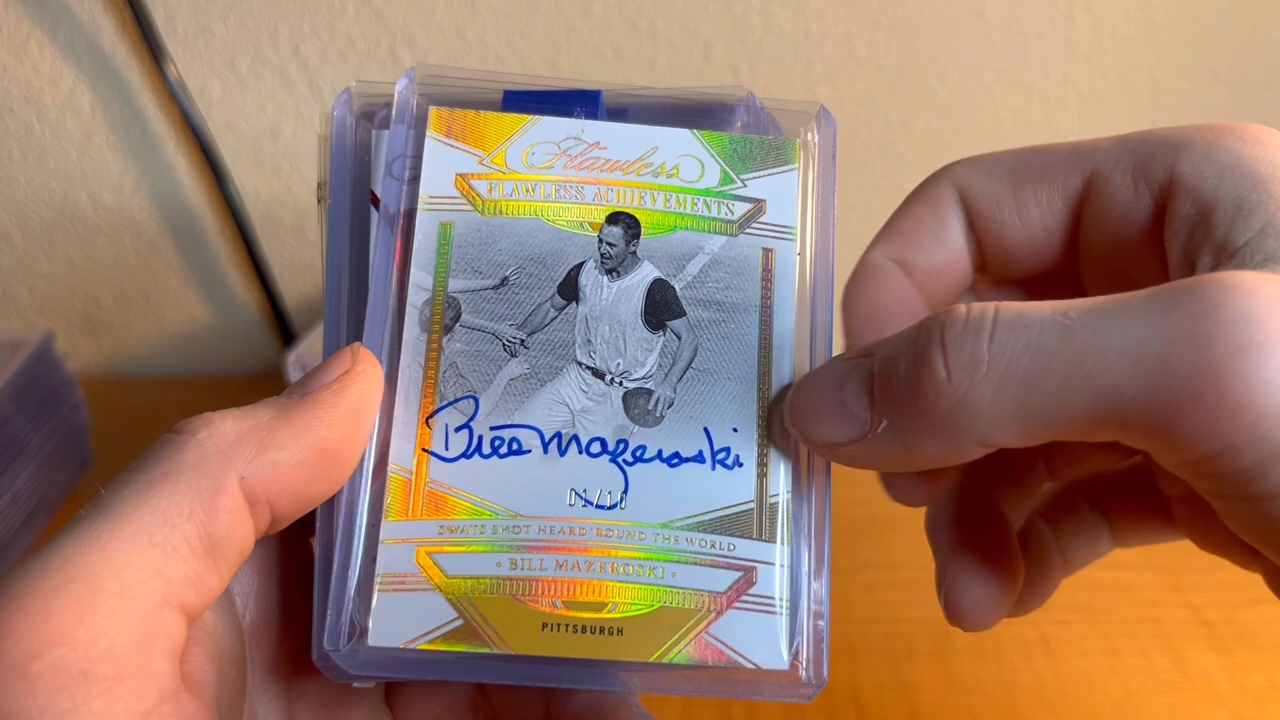 Flawless
FLAWLESS ACHIEVEMENTS
Bill Mazeroski
01/10
SWATS SHOT HEARD 'ROUND THE WORLD
· BILL MAZEROSKI ·
PITTSBURGH